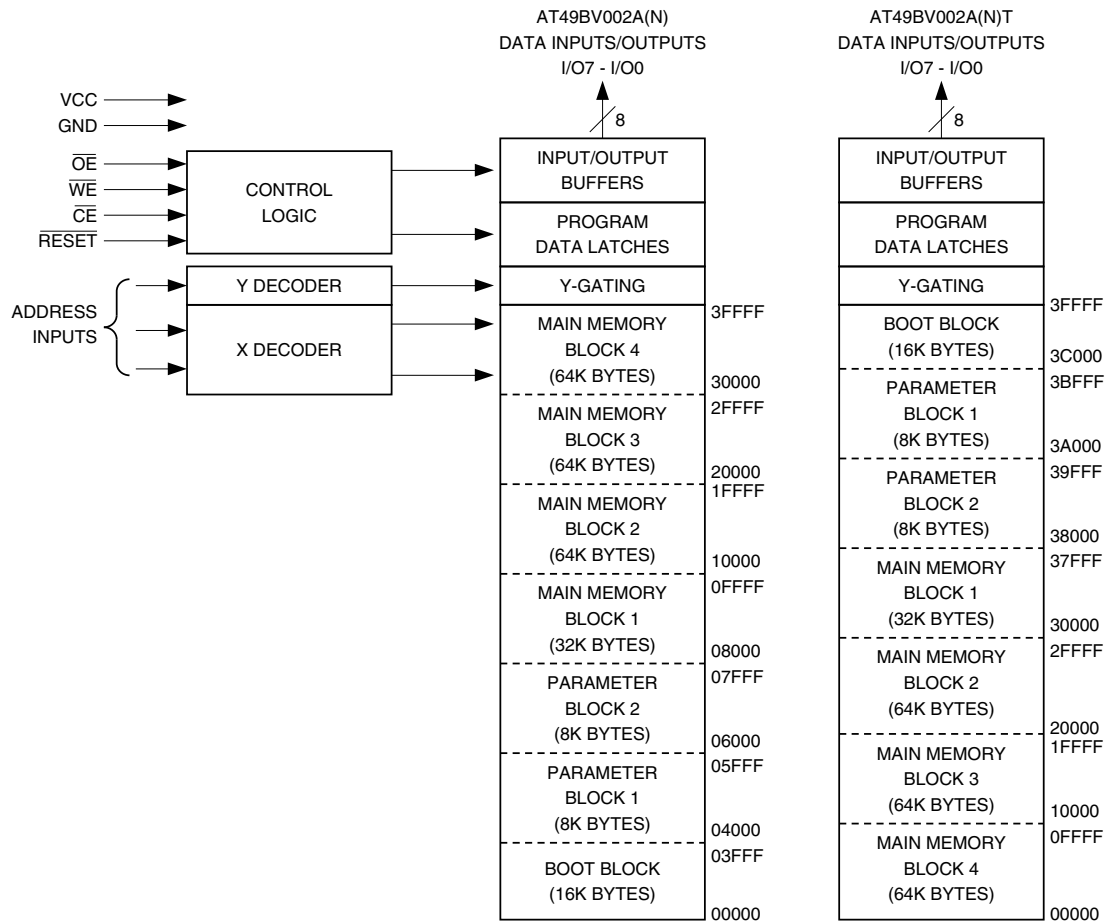 AT49BV002A(N)
DATA INPUTS/OUTPUTS
I/O7 - I/O0
8
AT49BV002A(N)T
DATA INPUTS/OUTPUTS
I/O7 - I/O0
8
VCC
GND
OE
WE
CE
RESET
ADDRESS
INPUTS
CONTROL
LOGIC
Y DECODER
X DECODER
INPUT/OUTPUT
BUFFERS
PROGRAM
DATA LATCHES
Y-GATING
3FFFF
MAIN MEMORY
BLOCK 4
(64K BYTES)
30000
2FFFF
MAIN MEMORY
BLOCK 3
(64K BYTES)
20000
1FFFF
MAIN MEMORY
BLOCK 2
(64K BYTES)
10000
0FFFF
MAIN MEMORY
BLOCK 1
(32K BYTES)
08000
07FFF
PARAMETER
BLOCK 2
(8K BYTES)
06000
05FFF
PARAMETER
BLOCK 1
(8K BYTES)
04000
03FFF
BOOT BLOCK
(16K BYTES)
00000
INPUT/OUTPUT
BUFFERS
PROGRAM
DATA LATCHES
Y-GATING
3FFFF
BOOT BLOCK
(16K BYTES)
3C000
3BFFF
PARAMETER
BLOCK 1
(8K BYTES)
3A000
39FFF
PARAMETER
BLOCK 2
(8K BYTES)
38000
37FFF
MAIN MEMORY
BLOCK 1
(32K BYTES)
30000
2FFFF
MAIN MEMORY
BLOCK 2
(64K BYTES)
20000
1FFFF
MAIN MEMORY
BLOCK 3
(64K BYTES)
10000
0FFFF
MAIN MEMORY
BLOCK 4
(64K BYTES)
00000